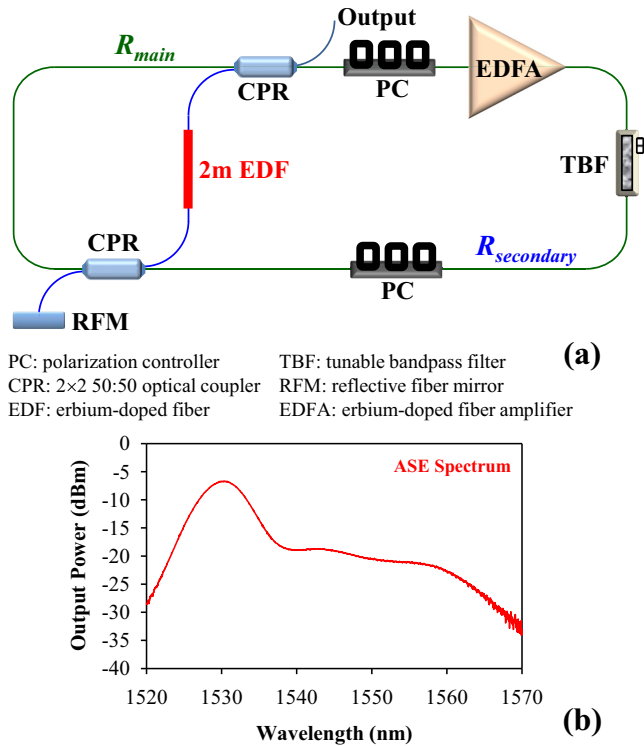 Output
R_main
CPR
PC
EDFA
2m EDF
TBF
CPR
R_secondary
PC
RFM
(a)
PC: polarization controller
TBF: tunable bandpass filter
CPR: 2×2 50:50 optical coupler
RFM: reflective fiber mirror
EDF: erbium-doped fiber
EDFA: erbium-doped fiber amplifier
0
ASE Spectrum
-5
-10
-15
-20
-25
-30
-35
-40
Output Power (dBm)
1520 1530 1540 1550 1560 1570
Wavelength (nm)
(b)